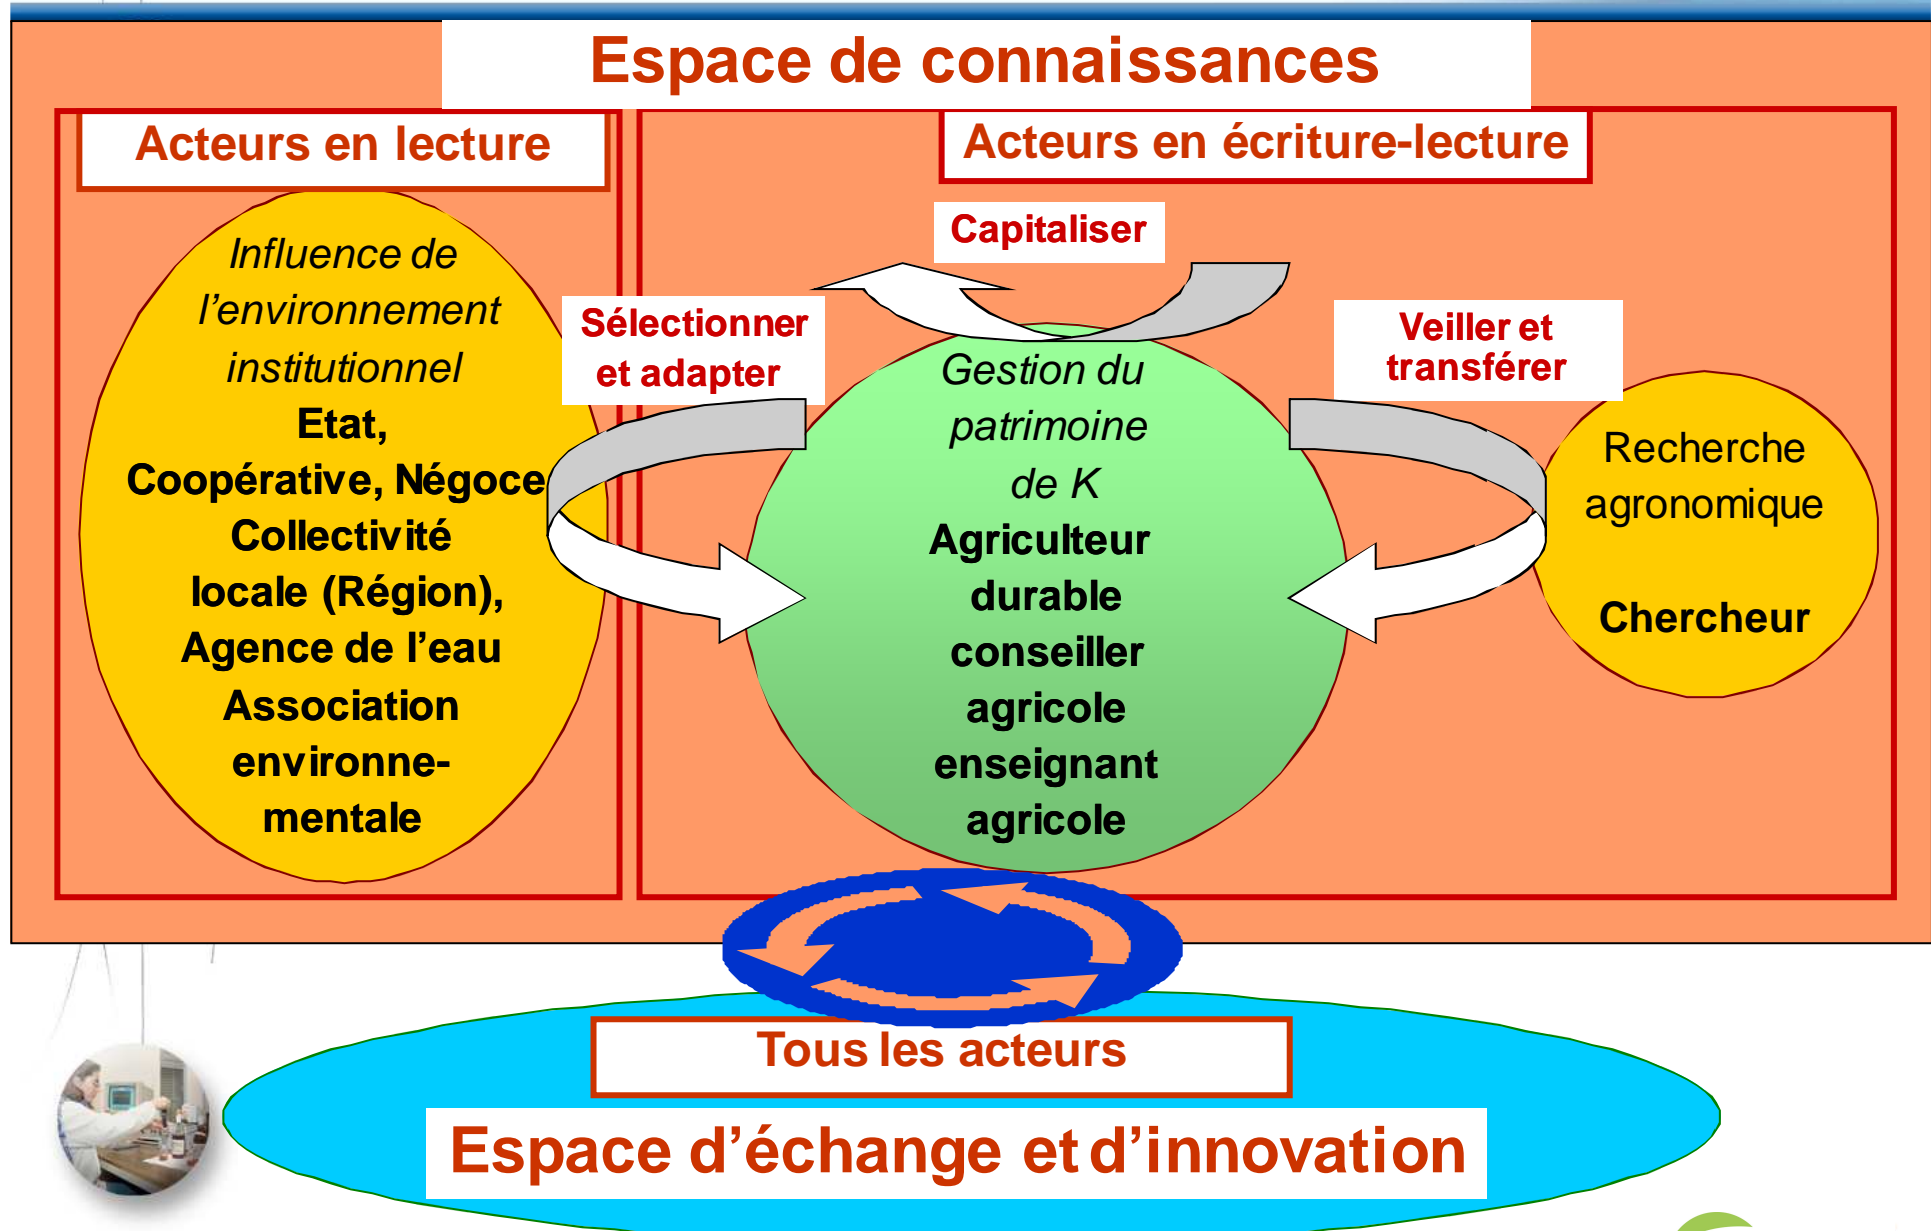 Espace de connaissances
Acteurs en lecture
Influence de
l’environnement
institutionnel
Etat,
Coopérative, Négoce
Collectivité
locale (Région),
Agence de l’eau
Association
environne-
mentale
Acteurs en écriture-lecture
Capitaliser
Sélectionner
et adapter
Veiller et
transférer
Gestion du
patrimoine
de K
Agriculteur
durable
conseiller
agricole
enseignant
agricole
Recherche
agronomique
Chercheur
Tous les acteurs
Espace d’échange et d’innovation